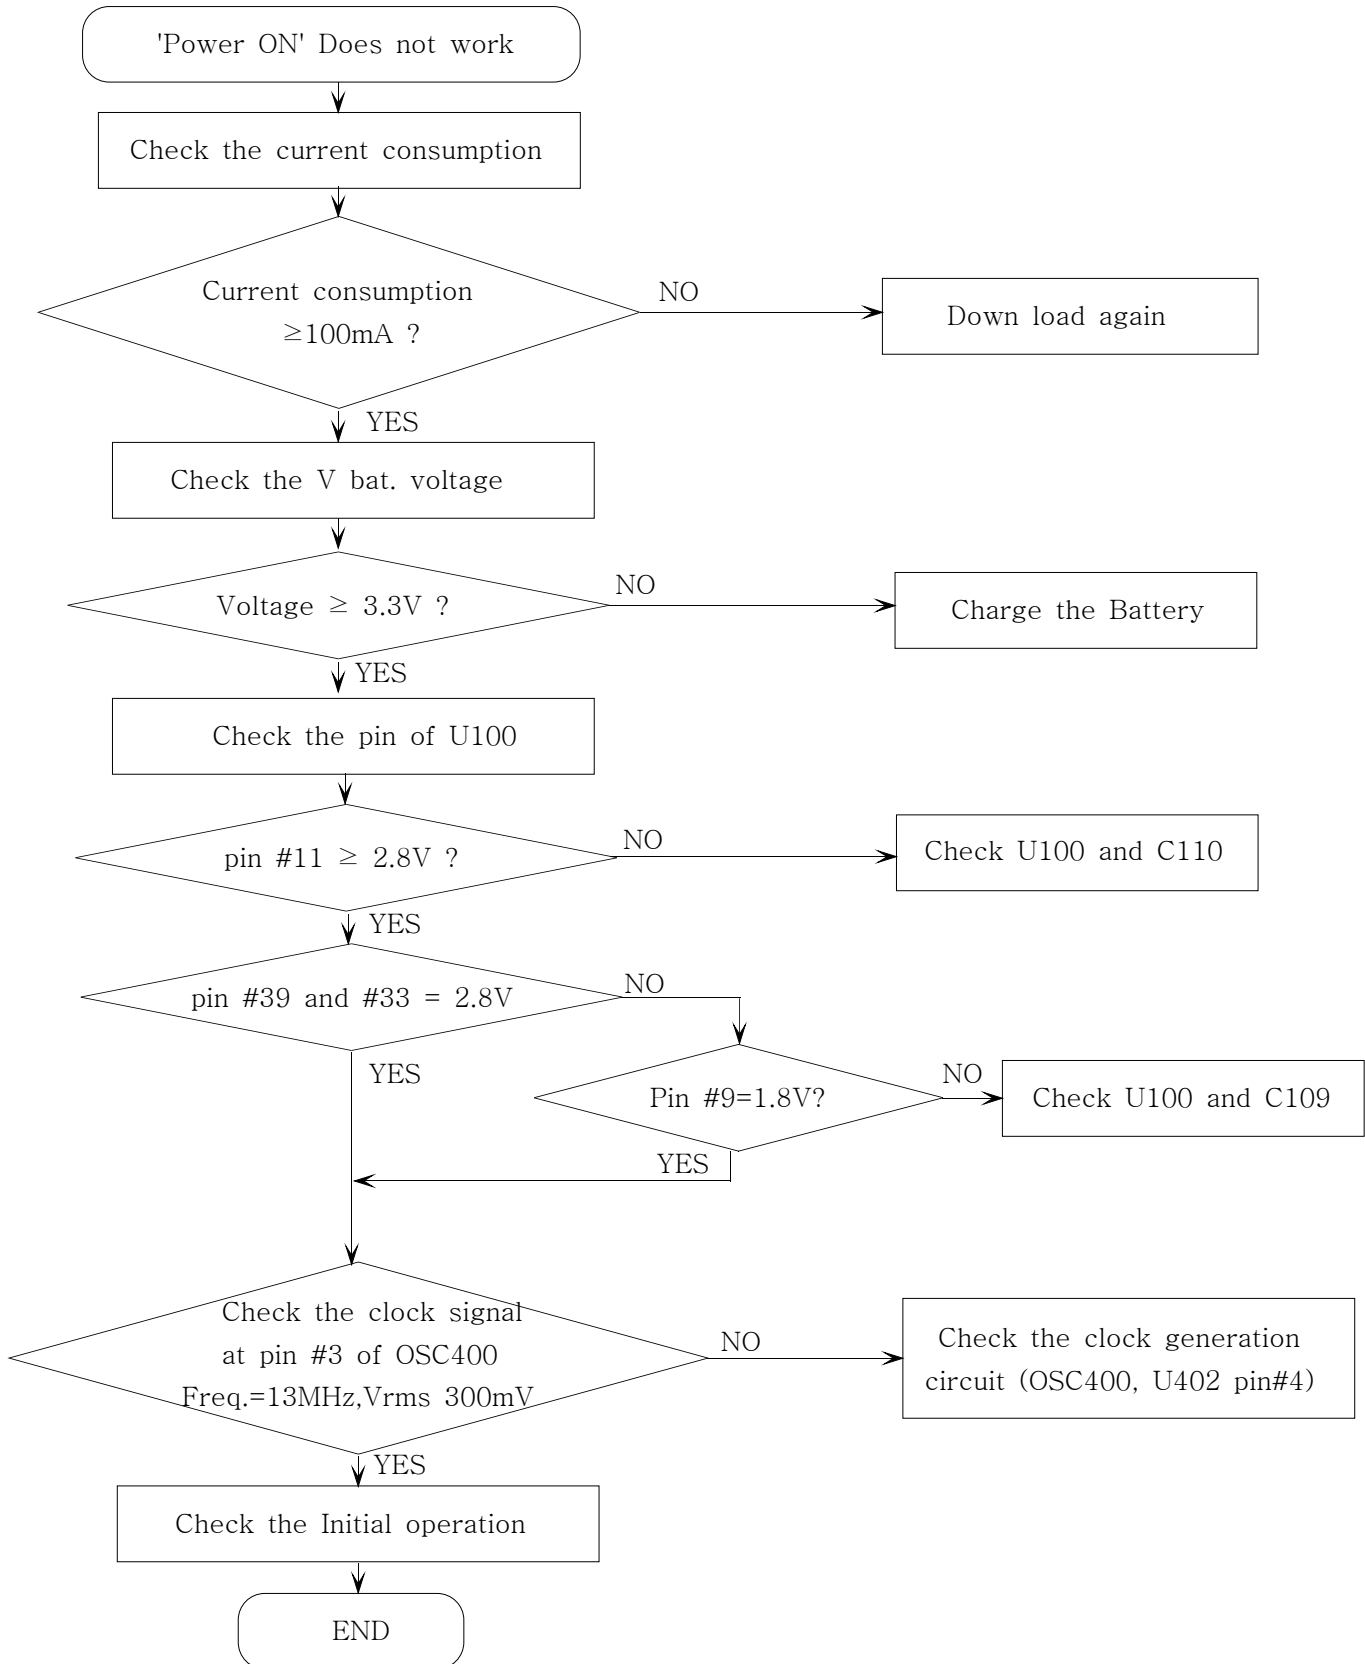 'Power ON' Does not work
Check the current consumption
Current consumption
≥100mA ?
NO
Down load again
YES
Check the V bat. voltage
Voltage ≥ 3.3V ?
NO
Charge the Battery
YES
Check the pin of U100
pin #11 ≥ 2.8V ?
NO
Check U100 and C110
YES
pin #39 and #33 = 2.8V
NO
YES
Pin #9=1.8V?
NO
Check U100 and C109
YES
Check the clock signal
at pin #3 of OSC400
Freq.=13MHz,Vrms 300mV
NO
Check the clock generation
circuit (OSC400, U402 pin#4)
YES
Check the Initial operation
END